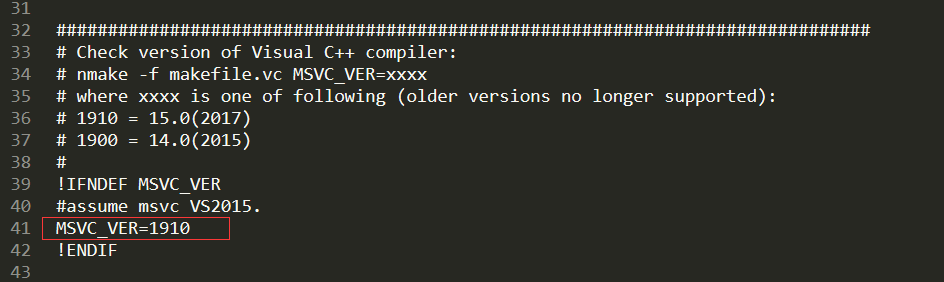 31
32 ################################################################################
33 # Check version of Visual C++ compiler:
34 # nmake -f makefile.vc MSVC_VER=xxxx
35 # where xxxx is one of following (older versions no longer supported):
36 # 1910 = 15.0(2017)
37 # 1900 = 14.0(2015)
38 #
39 !IFNDEF MSVC_VER
40 #assume msvc VS2015.
41 MSVC_VER=1910
42 !ENDIF
43